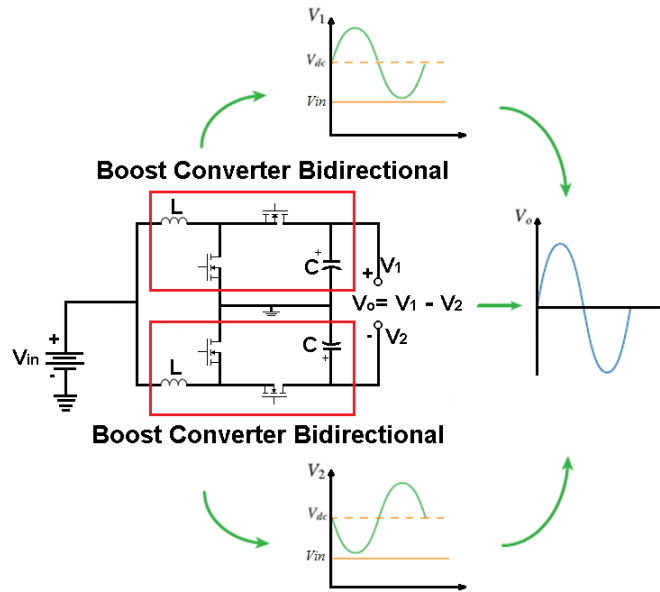 V1
Vdc
Vin
Boost Converter Bidirectional
L
C
+
+
V1
Vo= V1 - V2
Vo
Vin
+
-
-
V2
C
+
L
Boost Converter Bidirectional
V2
Vdc
Vin